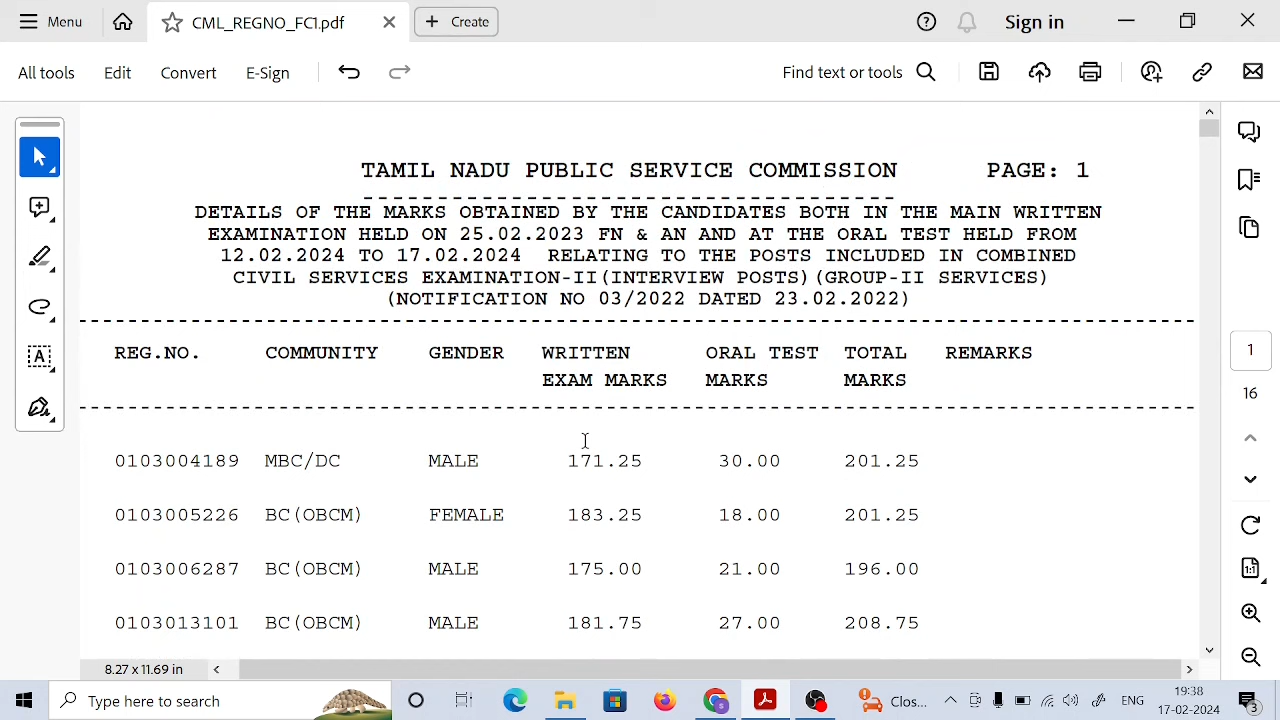 Menu
CML_REGNO_FC1.pdf
Create
Sign in
All tools Edit Convert E-Sign
Find text or tools
TAMIL NADU PUBLIC SERVICE COMMISSION PAGE: 1
DETAILS OF THE MARKS OBTAINED BY THE CANDIDATES BOTH IN THE MAIN WRITTEN
EXAMINATION HELD ON 25.02.2023 FN & AN AND AT THE ORAL TEST HELD FROM
12.02.2024 TO 17.02.2024 RELATING TO THE POSTS INCLUDED IN COMBINED
CIVIL SERVICES EXAMINATION-II(INTERVIEW POSTS)(GROUP-II SERVICES)
(NOTIFICATION NO 03/2022 DATED 23.02.2022)
REG.NO. COMMUNITY GENDER WRITTEN ORAL TEST TOTAL REMARKS
EXAM MARKS MARKS MARKS
0103004189 MBC/DC MALE 171.25 30.00 201.25
0103005226 BC(OBCM) FEMALE 183.25 18.00 201.25
0103006287 BC(OBCM) MALE 175.00 21.00 196.00
0103013101 BC(OBCM) MALE 181.75 27.00 208.75
1
16
1:1
8.27 x 11.69 in
Type here to search
Clos...
ENG
19:38
17-02-2024
3